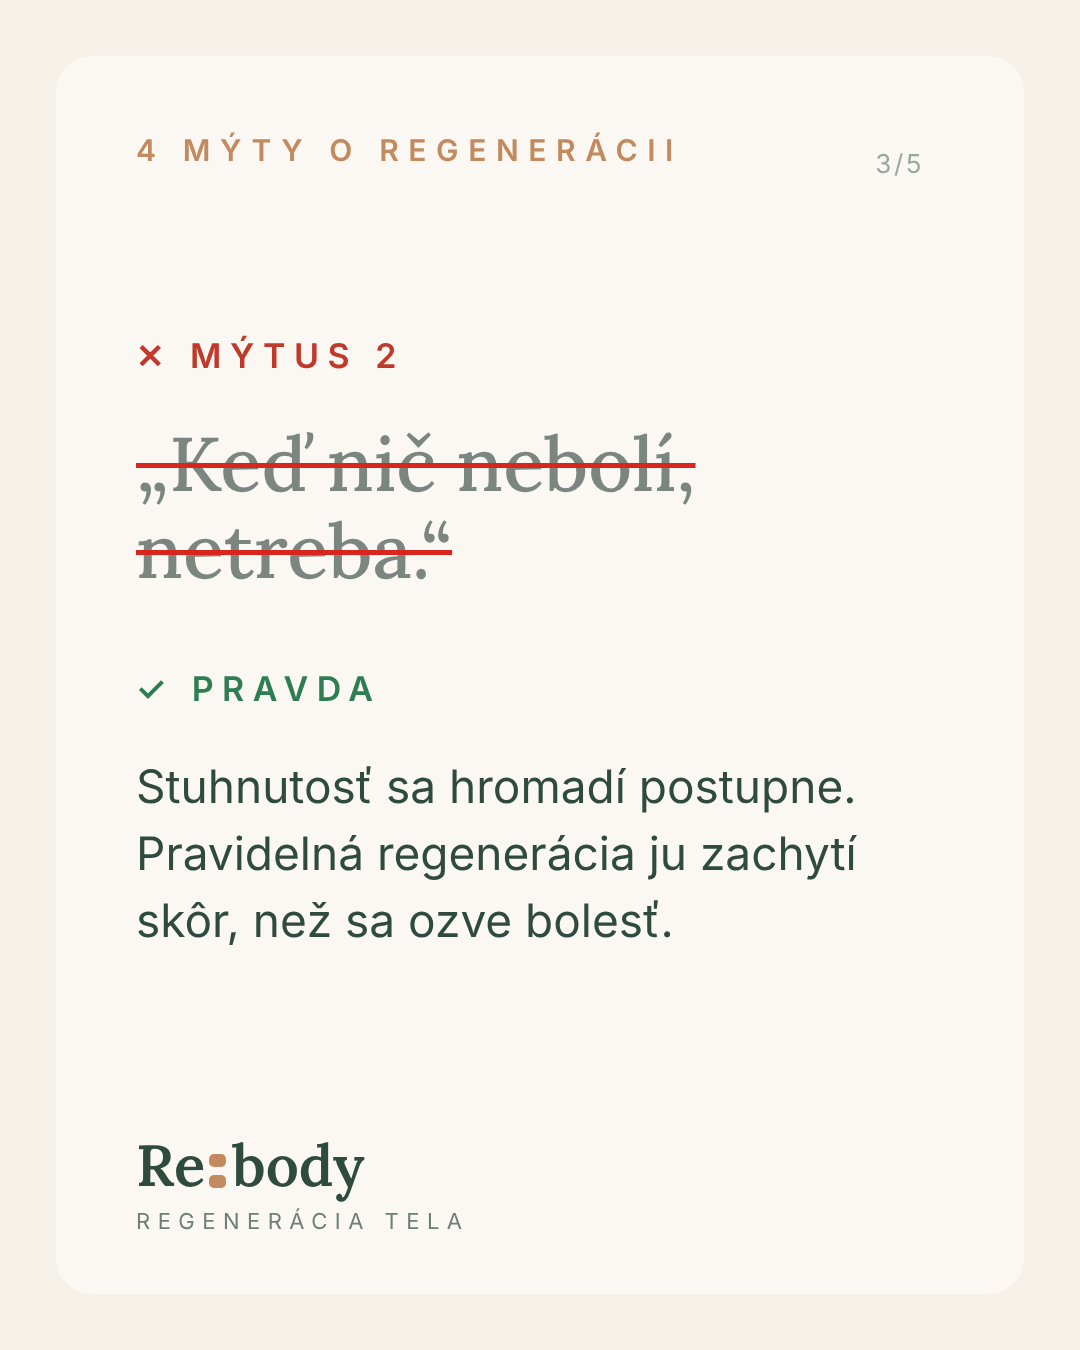 4 MÝTY O REGENERÁCII
3/5
✕ MÝTUS 2
„Keď nič nebolí,
netreba.“
✓ PRAVDA
Stuhnutosť sa hromadí postupne.
Pravidelná regenerácia ju zachytí
skôr, než sa ozve bolesť.
Re:body
REGENERÁCIA TELA